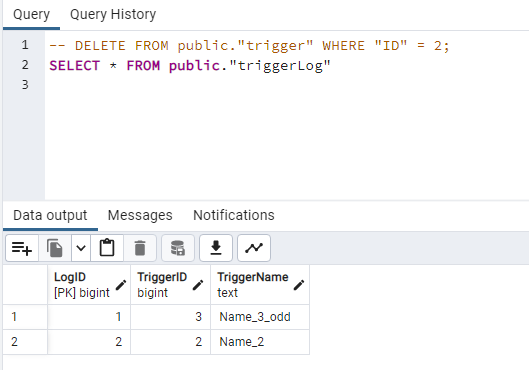 Query Query History
1 -- DELETE FROM public."trigger" WHERE "ID" = 2;
2 SELECT * FROM public."triggerLog"
3
Data output Messages Notifications
LogID TriggerID TriggerName
[PK] bigint bigint text
1 1 3 Name_3_odd
2 2 2 Name_2